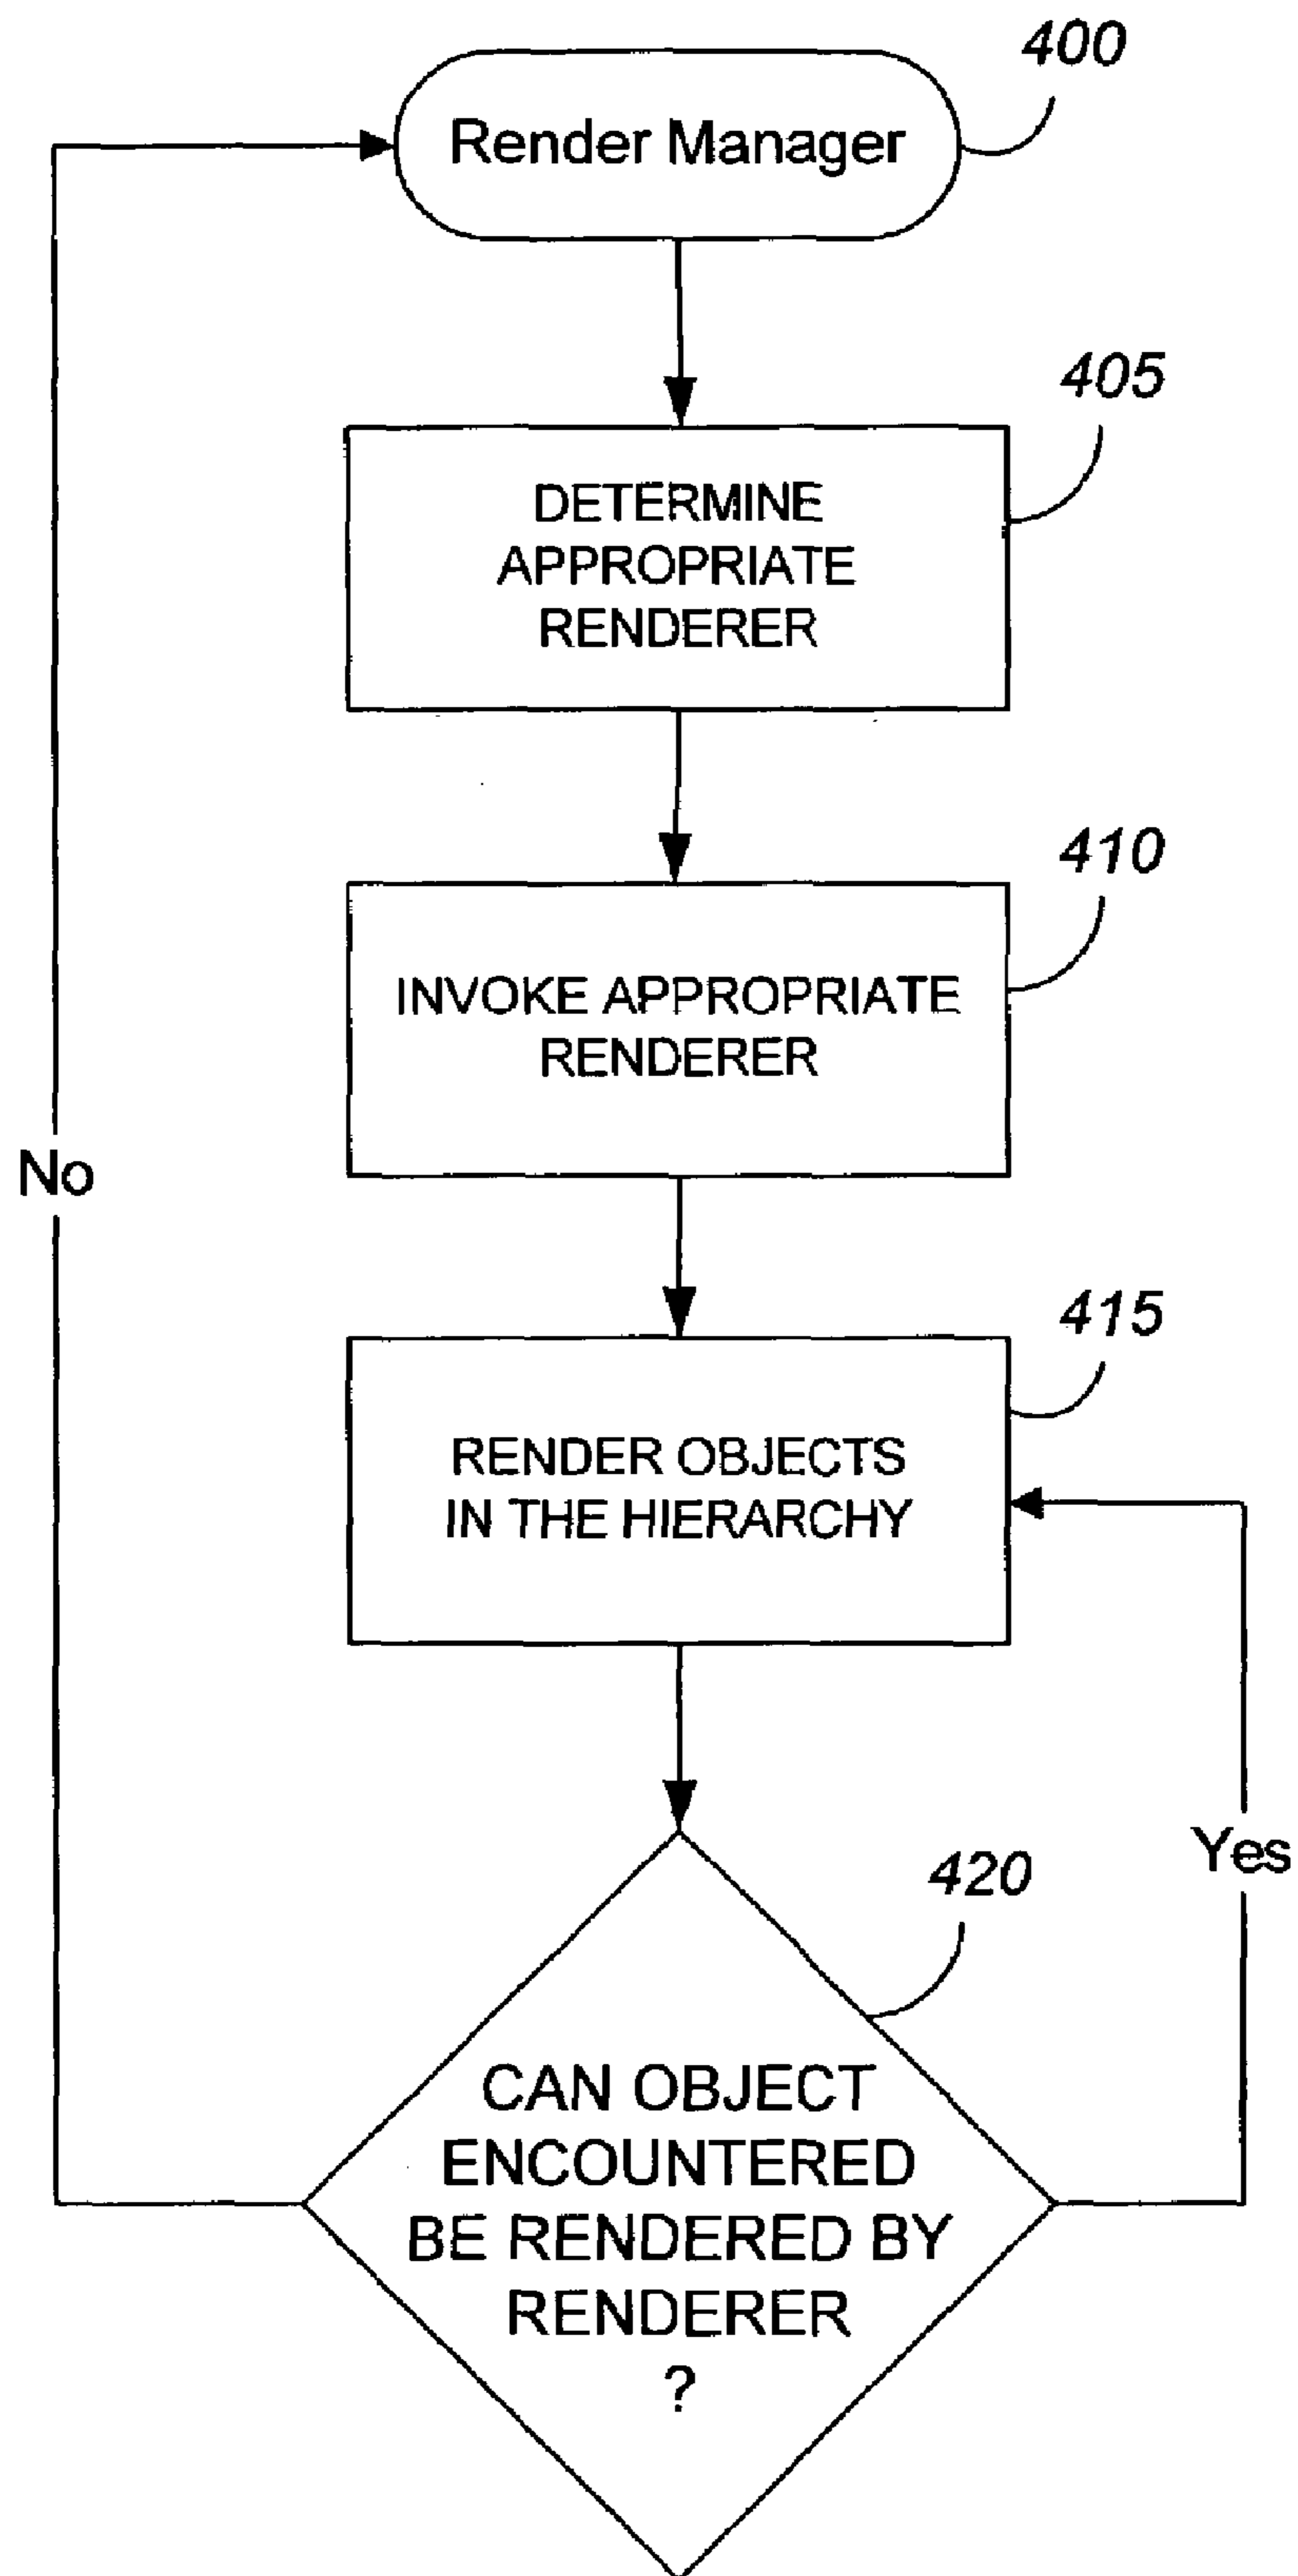 400
Render Manager
405
DETERMINE
APPROPRIATE
RENDERER
410
INVOKE APPROPRIATE
RENDERER
No
415
RENDER OBJECTS
IN THE HIERARCHY
Yes
420
CAN OBJECT
ENCOUNTERED
BE RENDERED BY
RENDERER
?